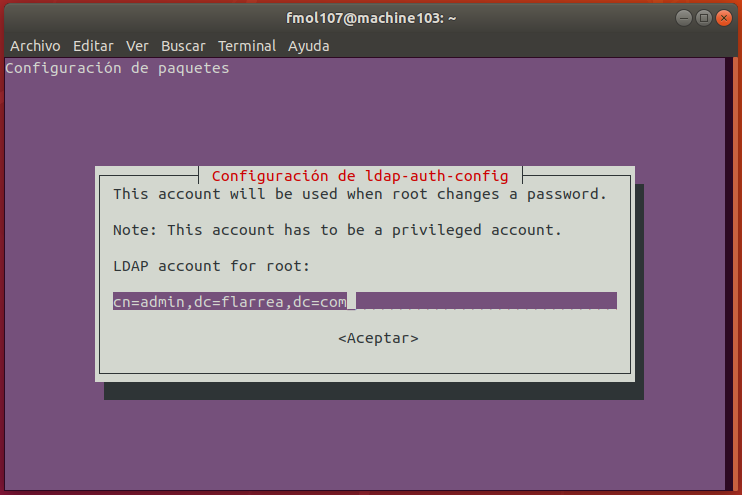 fmol107@machine103: ~
Archivo Editar Ver Buscar Terminal Ayuda
Configuración de paquetes
Configuración de ldap-auth-config
This account will be used when root changes a password.
Note: This account has to be a privileged account.
LDAP account for root:
cn=admin,dc=flarrea,dc=com
<Aceptar>